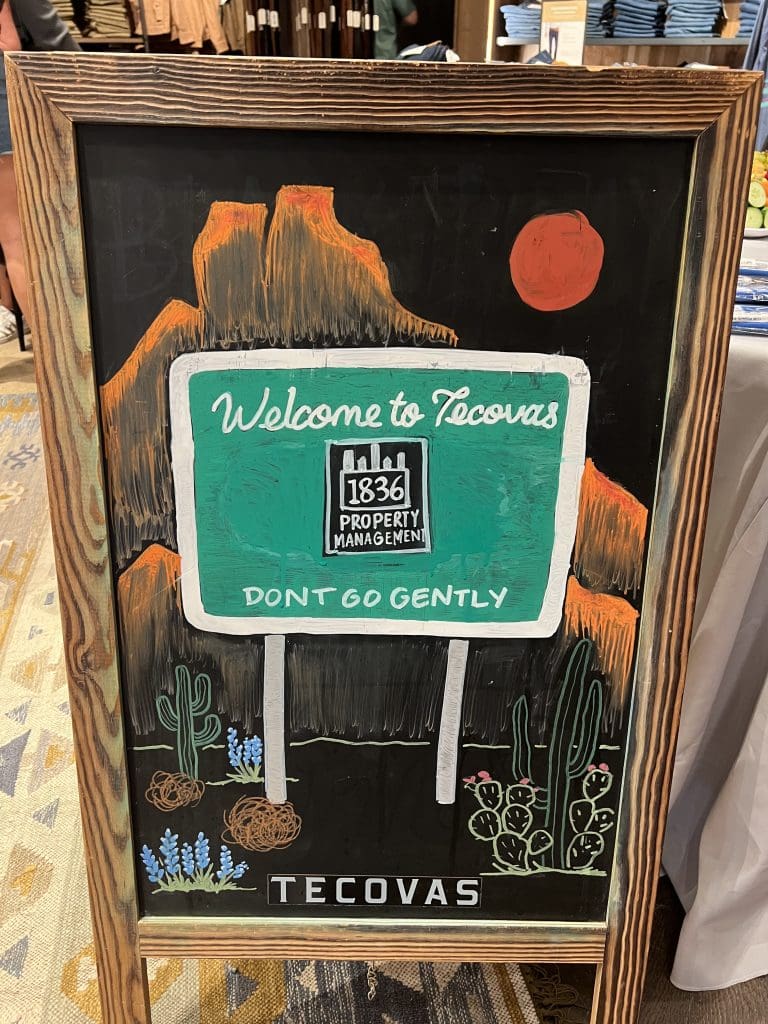 Welcome to Tecovas
1836
PROPERTY
MANAGEMENT
DONT GO GENTLY
TECOVAS